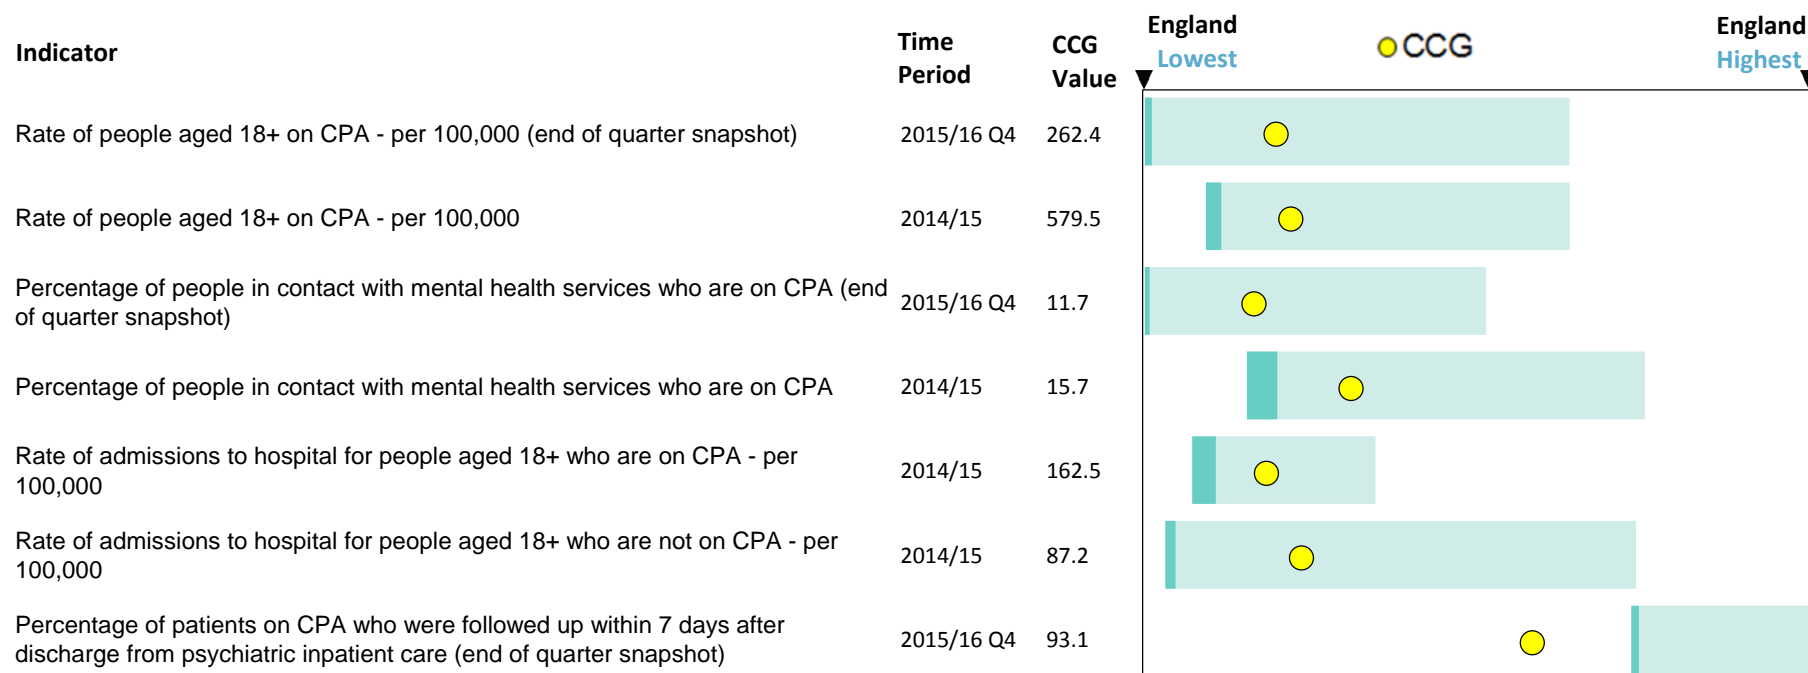 Indicator
Time
Period
CCG
Value
England
Lowest
CCG
England
Highest
Rate of people aged 18+ on CPA - per 100,000 (end of quarter snapshot)
2015/16 Q4
262.4
Rate of people aged 18+ on CPA - per 100,000
2014/15
579.5
Percentage of people in contact with mental health services who are on CPA (end
of quarter snapshot)
2015/16 Q4
11.7
Percentage of people in contact with mental health services who are on CPA
2014/15
15.7
Rate of admissions to hospital for people aged 18+ who are on CPA - per
100,000
2014/15
162.5
Rate of admissions to hospital for people aged 18+ who are not on CPA - per
100,000
2014/15
87.2
Percentage of patients on CPA who were followed up within 7 days after
discharge from psychiatric inpatient care (end of quarter snapshot)
2015/16 Q4
93.1